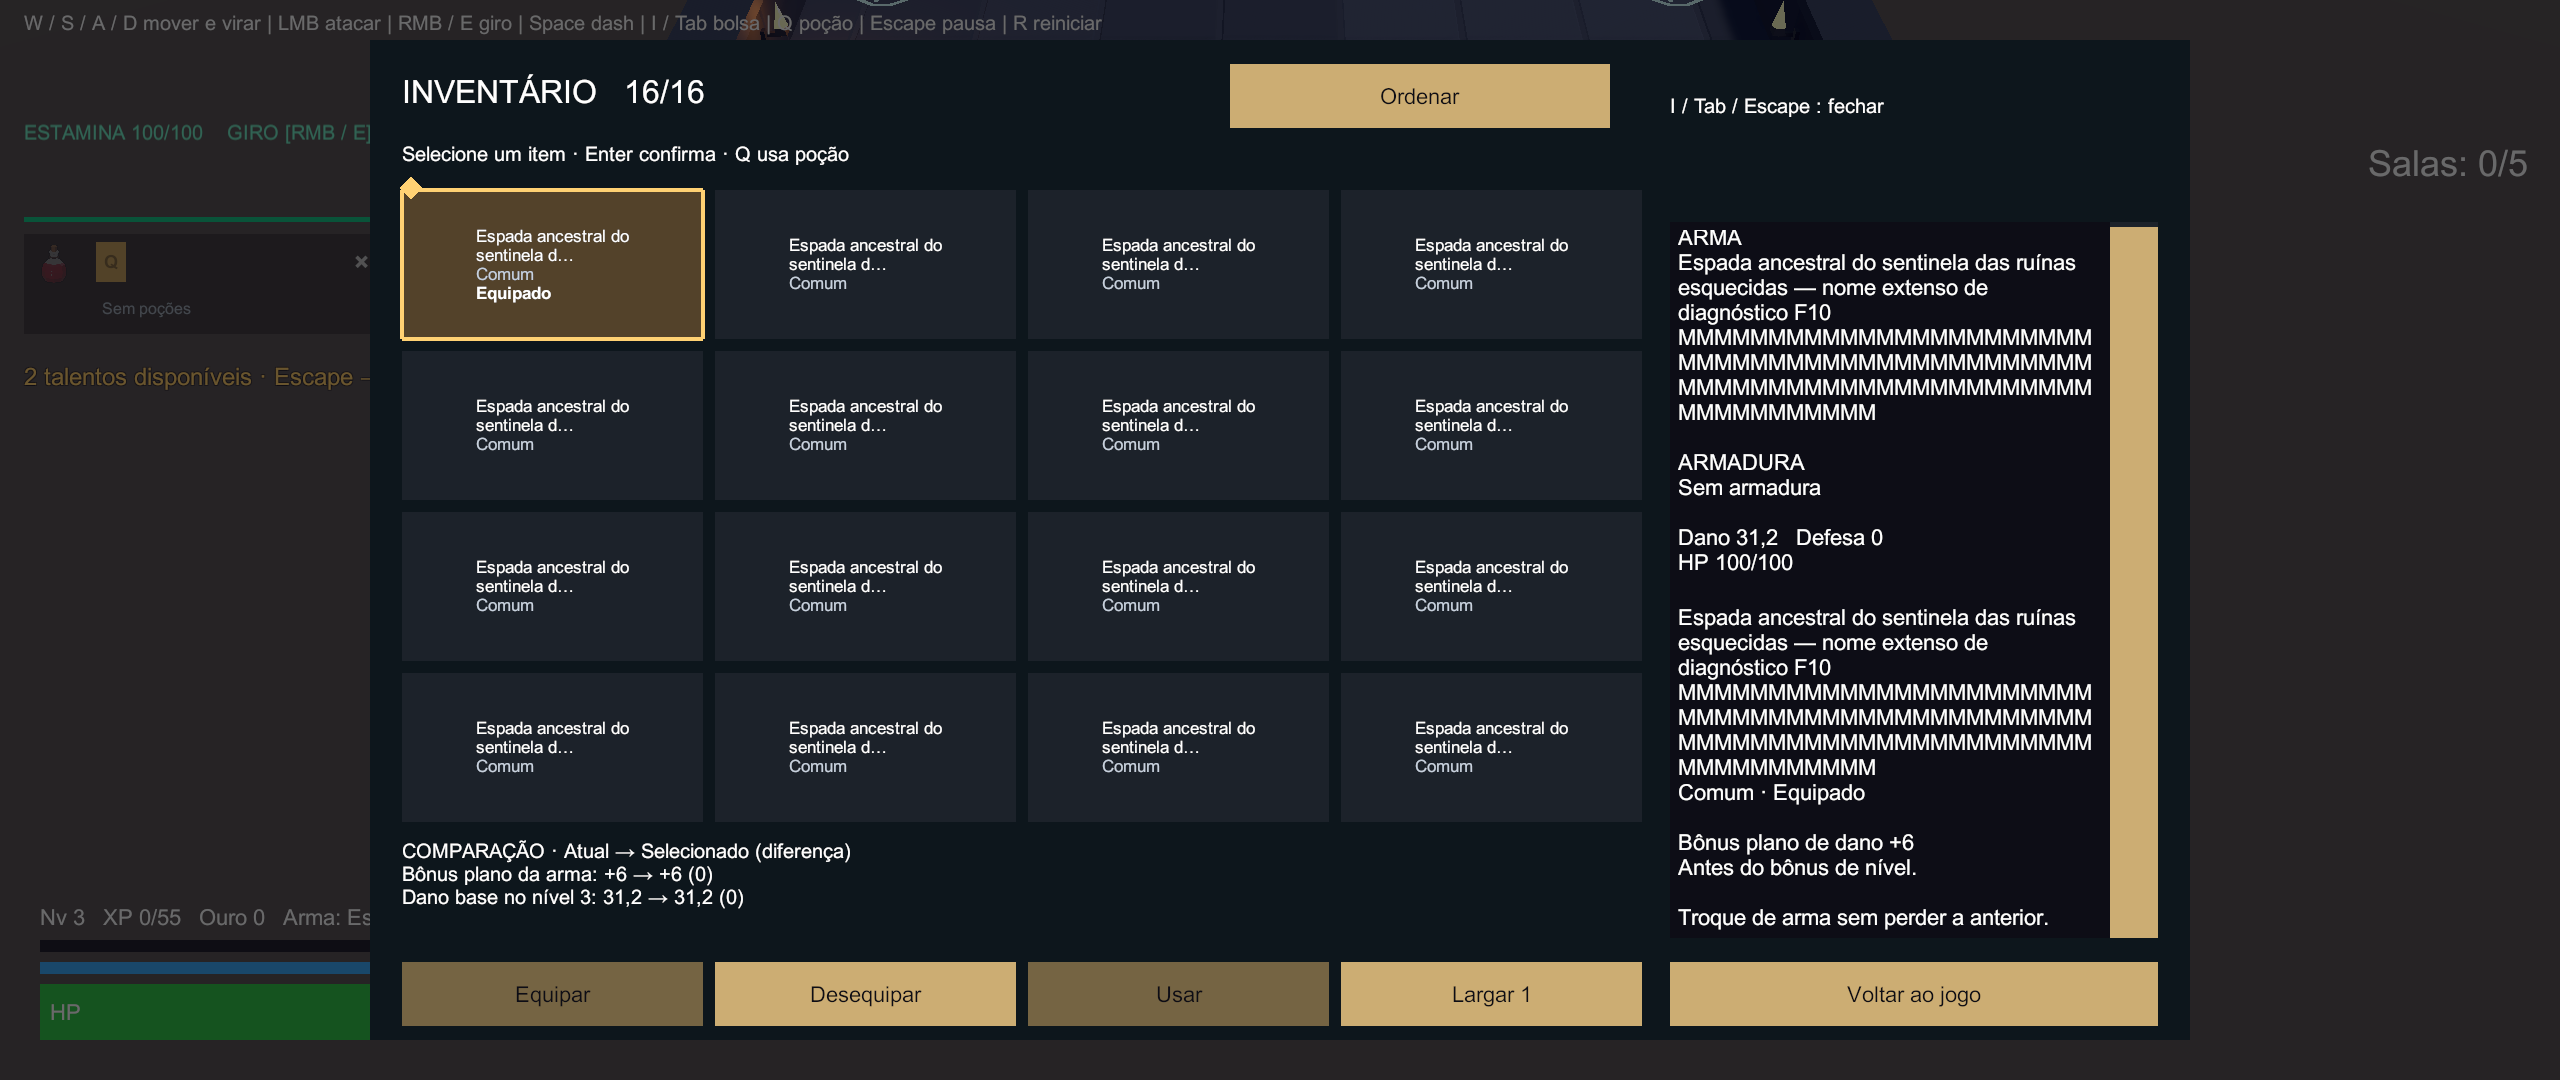 W / S / A / D mover e virar | LMB atacar | RMB / E giro | Space dash | I / Tab bolsa | Q poção | Escape pausa | R reiniciar
INVENTÁRIO 16/16
Ordenar
I / Tab / Escape : fechar
ESTAMINA 100/100 GIRO [RMB / E]
Selecione um item · Enter confirma · Q usa poção
Salas: 0/5
Q
Sem poções
2 talentos disponíveis · Escape –
Espada ancestral do
sentinela d…
Comum
Equipado
Espada ancestral do
sentinela d…
Comum
Espada ancestral do
sentinela d…
Comum
Espada ancestral do
sentinela d…
Comum
Espada ancestral do
sentinela d…
Comum
Espada ancestral do
sentinela d…
Comum
Espada ancestral do
sentinela d…
Comum
Espada ancestral do
sentinela d…
Comum
Espada ancestral do
sentinela d…
Comum
Espada ancestral do
sentinela d…
Comum
Espada ancestral do
sentinela d…
Comum
Espada ancestral do
sentinela d…
Comum
Espada ancestral do
sentinela d…
Comum
Espada ancestral do
sentinela d…
Comum
Espada ancestral do
sentinela d…
Comum
Espada ancestral do
sentinela d…
Comum
ARMA
Espada ancestral do sentinela das ruínas
esquecidas — nome extenso de
diagnóstico F10
MMMMMMMMMMMMMMMMMMMMMMM
MMMMMMMMMMMMMMMMMMMMMMM
MMMMMMMMMMMMMMMMMMMMMMM
MMMMMMMMMMM
ARMADURA
Sem armadura
Dano 31,2 Defesa 0
HP 100/100
Espada ancestral do sentinela das ruínas
esquecidas — nome extenso de
diagnóstico F10
MMMMMMMMMMMMMMMMMMMMMMM
MMMMMMMMMMMMMMMMMMMMMMM
MMMMMMMMMMMMMMMMMMMMMMM
MMMMMMMMMMM
Comum · Equipado
Bônus plano de dano +6
Antes do bônus de nível.
Troque de arma sem perder a anterior.
COMPARAÇÃO · Atual → Selecionado (diferença)
Bônus plano da arma: +6 → +6 (0)
Dano base no nível 3: 31,2 → 31,2 (0)
Nv 3 XP 0/55 Ouro 0 Arma: Es
HP
Equipar
Desequipar
Usar
Largar 1
Voltar ao jogo